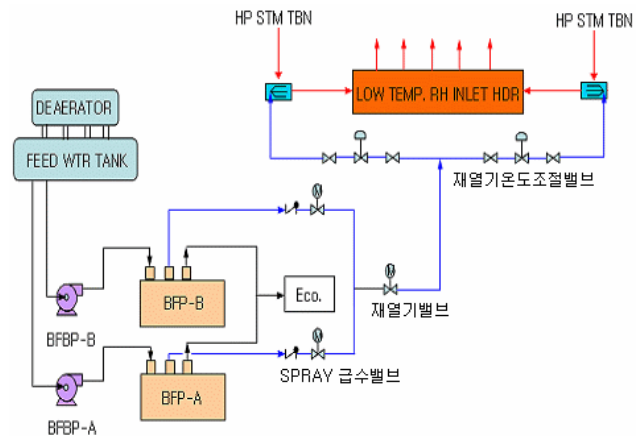 HP STM TBN
HP STM TBN
LOW TEMP. RH INLET HDR
DEAERATOR
FEED WTR TANK
재열기온도조절밸브
M
BFP-B
Eco.
M
재열기밸브
BFBP-B
M
SPRAY 급수밸브
BFP-A
BFBP-A